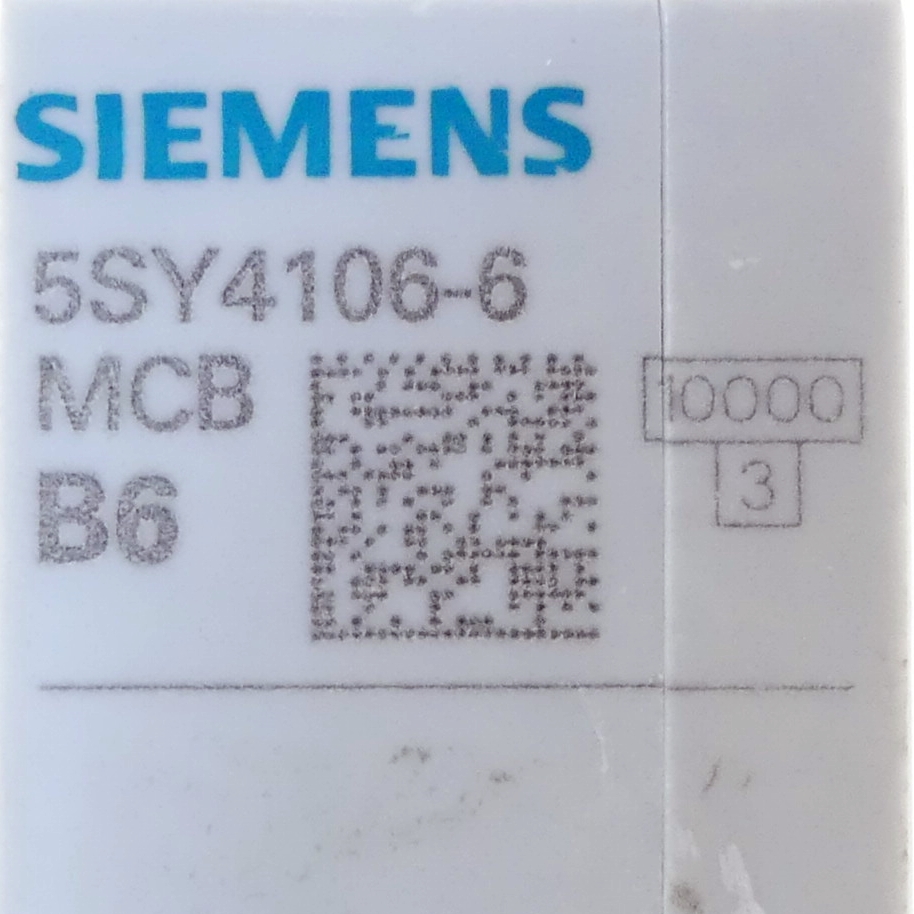 SIEMENS
5SY4106-6
MCB
10000
B6
3